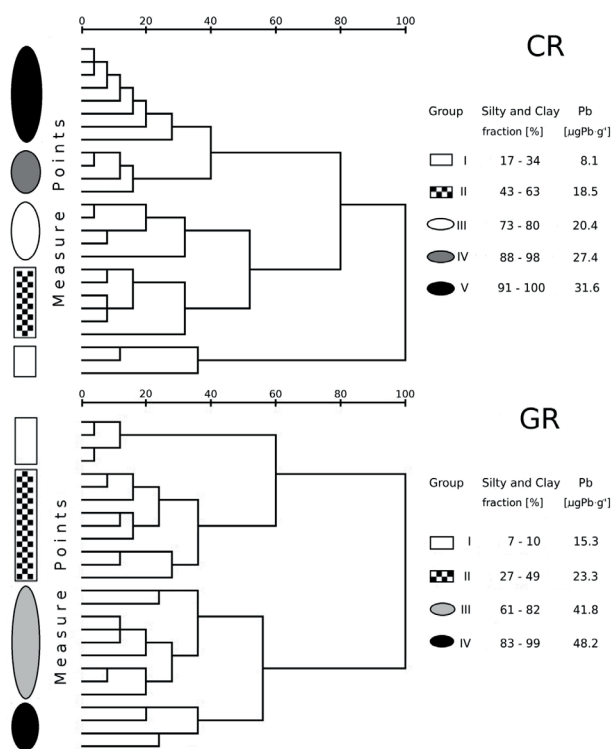 0 20 40 60 80 100
CR
Measure Points
Group Silty and Clay Pb
fraction [%] [µgPb·g']
I 17 - 34 8.1
II 43 - 63 18.5
III 73 - 80 20.4
IV 88 - 98 27.4
V 91 - 100 31.6
0 20 40 60 80 100
GR
Measure Points
Group Silty and Clay Pb
fraction [%] [µgPb·g']
I 7 - 10 15.3
II 27 - 49 23.3
III 61 - 82 41.8
IV 83 - 99 48.2